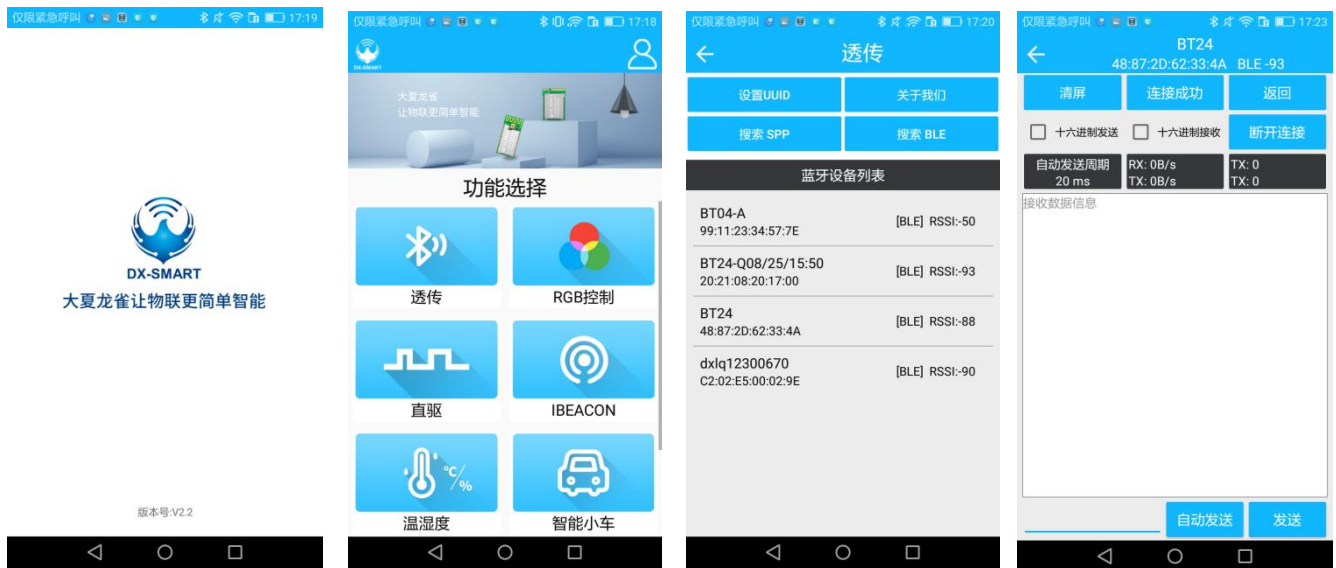 仅限紧急呼叫
17:19
DX-SMART
大夏龙雀让物联更简单智能
版本号:V2.2
仅限紧急呼叫
17:18
DX-SMART
大夏龙雀
让物联更简单智能
功能选择
透传
RGB控制
直驱
IBEACON
°C/%
温湿度
智能小车
仅限紧急呼叫
17:20
透传
设置UUID
关于我们
搜索 SPP
搜索 BLE
蓝牙设备列表
BT04-A
99:11:23:34:57:7E
[BLE] RSSI:-50
BT24-Q08/25/15:50
20:21:08:20:17:00
[BLE] RSSI:-93
BT24
48:87:2D:62:33:4A
[BLE] RSSI:-88
dxlq12300670
C2:02:E5:00:02:9E
[BLE] RSSI:-90
仅限紧急呼叫
17:23
BT24
48:87:2D:62:33:4A BLE -93
清屏
连接成功
返回
十六进制发送
十六进制接收
断开连接
自动发送周期
20 ms
RX: 0B/s
TX: 0B/s
TX: 0
TX: 0
接收数据信息
自动发送
发送